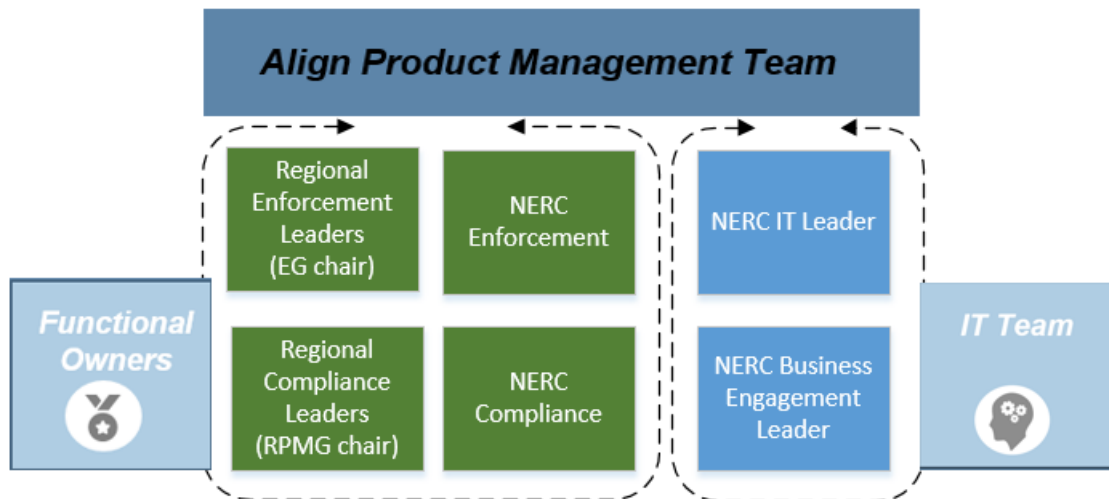 Align Product Management Team
Functional
Owners
Regional
Enforcement
Leaders
(EG chair)
NERC
Enforcement
Regional
Compliance
Leaders
(RPMG chair)
NERC
Compliance
NERC IT Leader
NERC Business
Engagement
Leader
IT Team